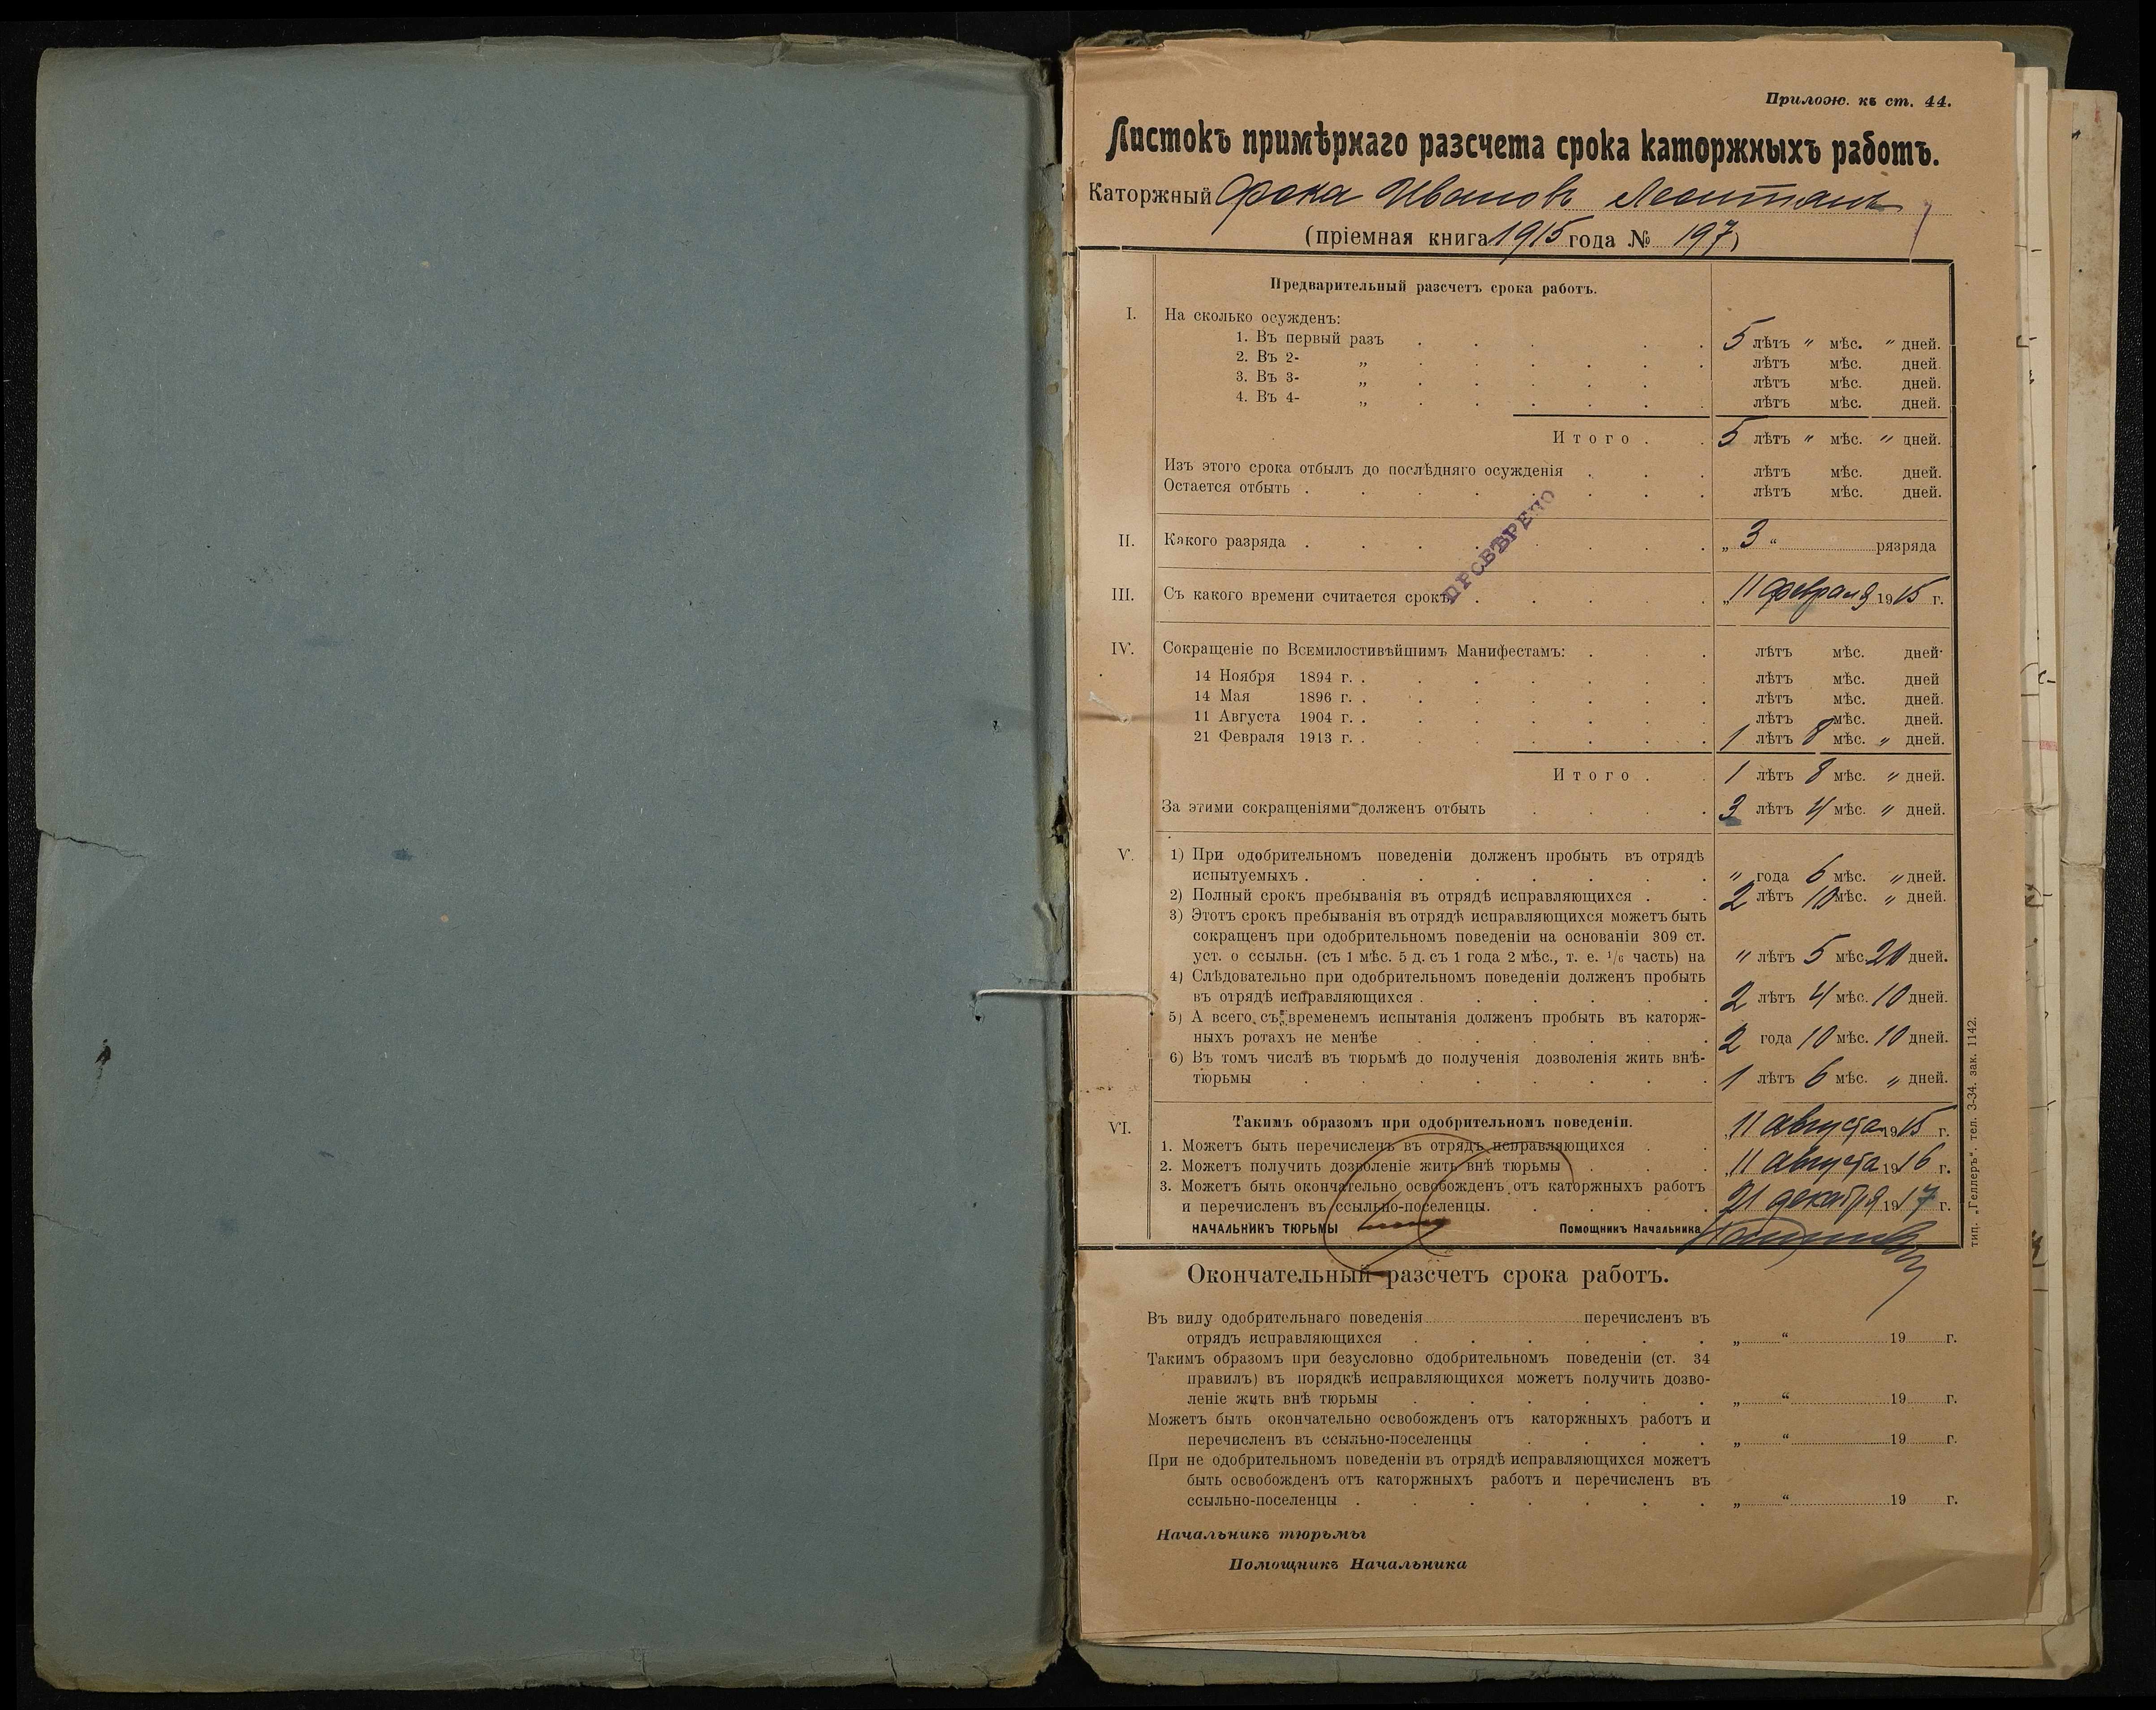 Прилож. къ ст. 44.
Листокъ примѣрнаго разсчета срока каторжныхъ работъ.
Каторжный Фока Ивановъ
(пріемная книга 1915 года № 197)
Предварительный разсчетъ срока работъ.
I. На сколько осужденъ:
1. Въ первый разъ . . . . . 5 лѣтъ " мѣс. " дней.
2. Въ 2- „ . . . . . . лѣтъ мѣс. дней.
3. Въ 3- „ . . . . . лѣтъ мѣс. дней.
4. Въ 4- „ . . . . . . лѣтъ мѣс. дней.
Итого . . 5 лѣтъ " мѣс. " дней.
Изъ этого срока отбылъ до послѣдняго осужденія . . . лѣтъ мѣс. дней.
Остается отбыть . . . . . . . . лѣтъ мѣс. дней.
ПРОВѢРЕНО
II. Какого разряда . . . . . . . . „ 3 “ рязряда
III. Съ какого времени считается срокъ . . . . . „ 11 февраля 1915 г.
IV. Сокращеніе по Всемилостивѣйшимъ Манифестамъ: . . . лѣтъ мѣс. дней.
14 Ноября 1894 г. . . . . . . . лѣтъ мѣс. дней
14 Мая 1896 г. . . . . . . . лѣтъ мѣс. дней.
11 Августа 1904 г. . . . . . . . лѣтъ мѣс. дней.
21 Февраля 1913 г. . . . . . . . 1 лѣтъ 8 мѣс. " дней.
Итого . . 1 лѣтъ 8 мѣс. " дней.
За этими сокращеніями долженъ отбыть . . . . 3 лѣтъ 4 мѣс. " дней.
V. 1) При одобрительномъ поведеніи долженъ пробыть въ отрядѣ
испытуемыхъ . . . . . . . . " года 6 мѣс. " дней.
2) Полный срокъ пребыванія въ отрядѣ исправляющихся . . 2 лѣтъ 10 мѣс. " дней.
3) Этотъ срокъ пребыванія въ отрядѣ исправляющихся можетъ быть
сокращенъ при одобрительномъ поведеніи на основаніи 309 ст.
уст. о ссыльн. (съ 1 мѣс. 5 д. съ 1 года 2 мѣс., т. е. 1/6 часть) на " лѣтъ 5 мѣс. 20 дней.
4) Слѣдовательно при одобрительномъ поведеніи долженъ пробыть
въ отрядѣ исправляющихся . . . . . . 2 лѣтъ 4 мѣс. 10 дней.
5) А всего съ временемъ испытанія долженъ пробыть въ каторж-
ныхъ ротахъ не менѣе . . . . . . 2 года 10 мѣс. 10 дней.
6) Въ томъ числѣ въ тюрьмѣ до полученія дозволенія жить внѣ-
тюрьмы . . . . . . . . 1 лѣтъ 6 мѣс. " дней.
VI. Такимъ образомъ при одобрительномъ поведеніи.
1. Можетъ быть перечисленъ въ отрядъ исправляющихся . . „ 11 августа 1915 г.
2. Можетъ получить дозволеніе жить внѣ тюрьмы . . . „ 11 августа 1916 г.
3. Можетъ быть окончательно освобожденъ отъ каторжныхъ работъ
и перечисленъ въ ссыльно-поселенцы. . . . . 21 декабря 1917 г.
НАЧАЛЬНИКЪ ТЮРЬМЫ Помощникъ Начальника
тип. „Геллеръ“. тел. 3-34. зак. 1142.
Окончательный разсчетъ срока работъ.
Въ виду одобрительнаго поведенія перечисленъ въ
отрядъ исправляющихся . . . . . . „ “ 19 г.
Такимъ образомъ при безусловно одобрительномъ поведеніи (ст. 34
правилъ) въ порядкѣ исправляющихся можетъ получить дозво-
леніе жить внѣ тюрьмы . . . . . . „ “ 19 г.
Можетъ быть окончательно освобожденъ отъ каторжныхъ работъ и
перечисленъ въ ссыльно-поселенцы . . . . „ “ 19 г.
При не одобрительномъ поведеніи въ отрядѣ исправляющихся можетъ
быть освобожденъ отъ каторжныхъ работъ и перечисленъ въ
ссыльно-поселенцы . . . . . . . „ “ 19 г.
Начальникъ тюрьмы
Помощникъ Начальника